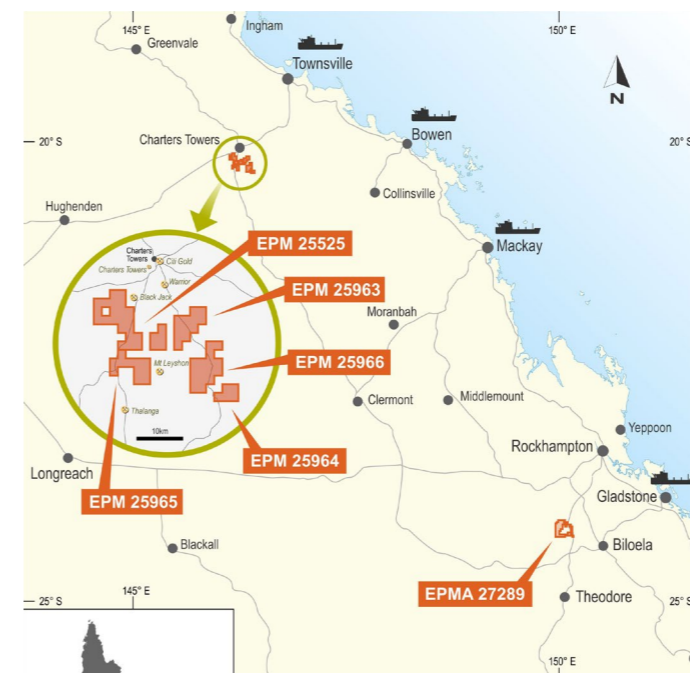 145° E
150° E
Ingham
Greenvale
Townsville
N
20° S
20° S
Charters Towers
Bowen
Collinsville
Hughenden
Mackay
EPM 25525
Charters
Towers
Cai Gold
Charters Towers
Warrior
Black Jack
EPM 25963
Moranbah
EPM 25966
Mt Leyshon
Clermont
Middlemount
Thalanga
10km
Yeppoon
Rockhampton
EPM 25964
Longreach
EPM 25965
Gladstone
Blackall
Biloela
EPMA 27289
Theodore
25° S
145° E
25° S
150° E